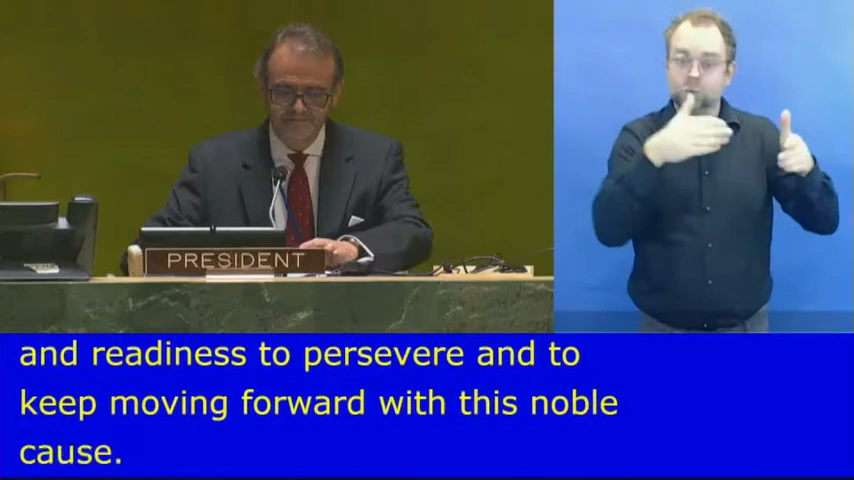 PRESIDENT
and readiness to persevere and to
keep moving forward with this noble
cause.